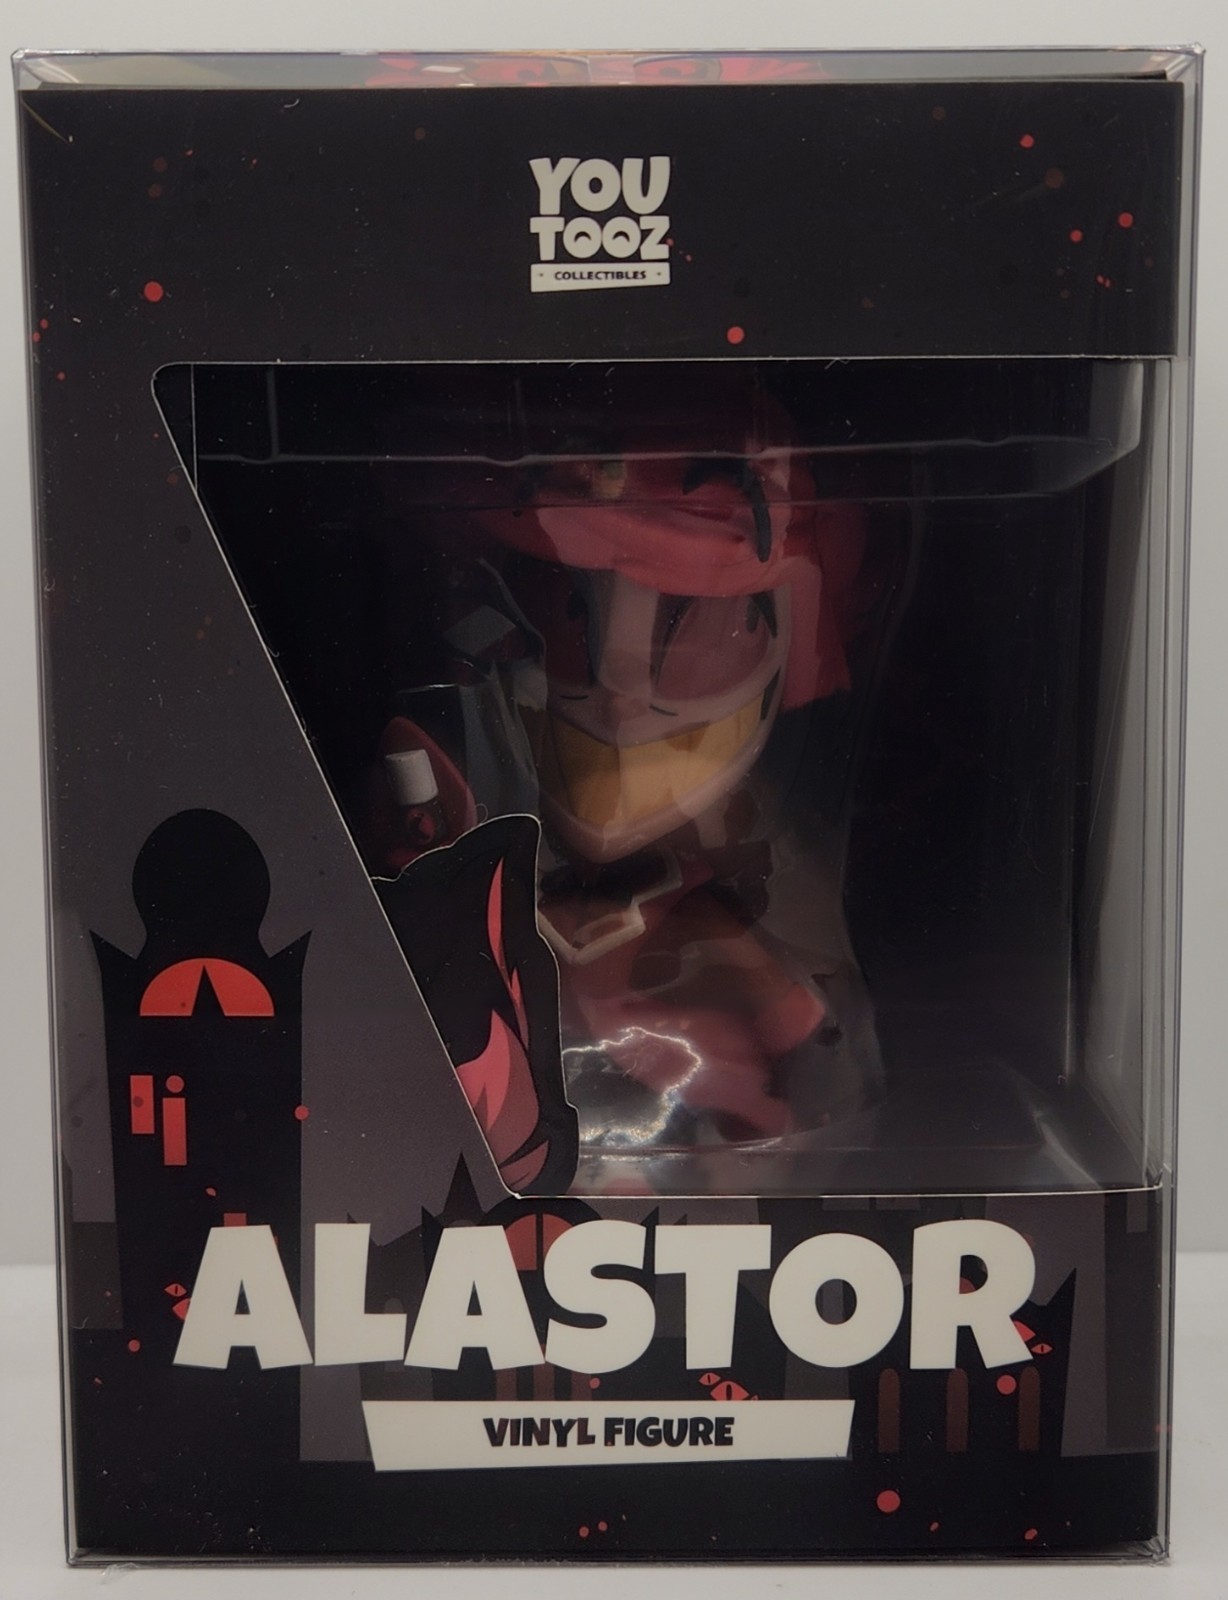 YOU
TOOZ
COLLECTIBLES
ALASTOR
VINYL FIGURE